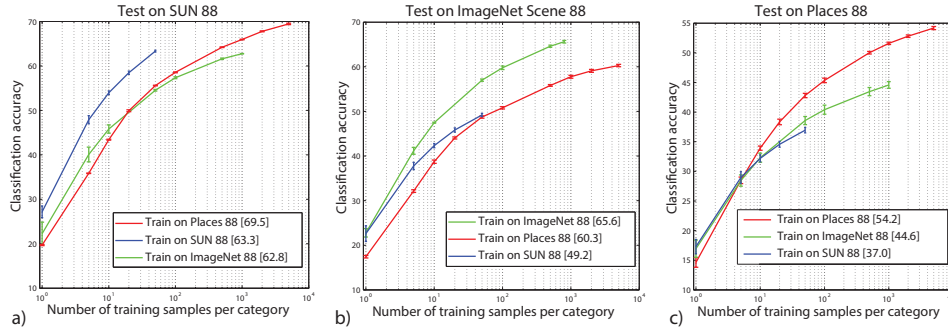 Test on SUN 88
Classification accuracy
80
70
60
50
40
30
20
10
Train on Places 88 [69.5]
Train on SUN 88 [63.3]
Train on ImageNet 88 [62.8]
10^0
10^1
10^2
10^3
10^4
Number of training samples per category
a)
Test on ImageNet Scene 88
Classification accuracy
70
60
50
40
30
20
10
Train on ImageNet 88 [65.6]
Train on Places 88 [60.3]
Train on SUN 88 [49.2]
10^0
10^1
10^2
10^3
10^4
Number of training samples per category
b)
Test on Places 88
Classification accuracy
55
50
45
40
35
30
25
20
15
10
Train on Places 88 [54.2]
Train on ImageNet 88 [44.6]
Train on SUN 88 [37.0]
10^0
10^1
10^2
10^3
10^4
Number of training samples per category
c)